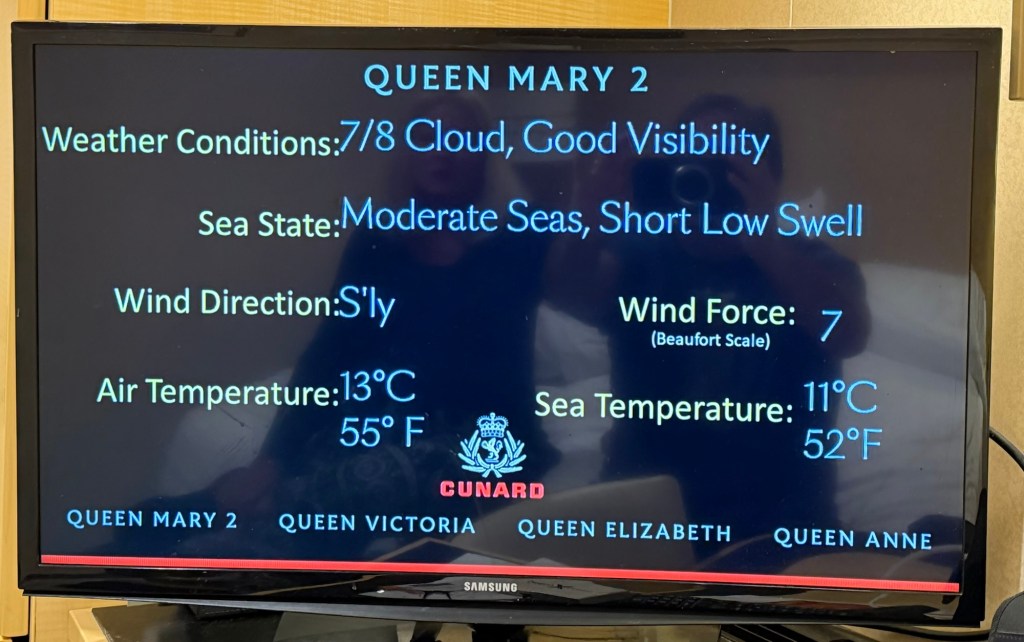 QUEEN MARY 2
Weather Conditions: 7/8 Cloud, Good Visibility
Sea State: Moderate Seas, Short Low Swell
Wind Direction: S'ly
Wind Force: 7
(Beaufort Scale)
Air Temperature: 13°C
55° F
Sea Temperature: 11°C
52°F
CUNARD
QUEEN MARY 2 QUEEN VICTORIA QUEEN ELIZABETH QUEEN ANNE
SAMSUNG